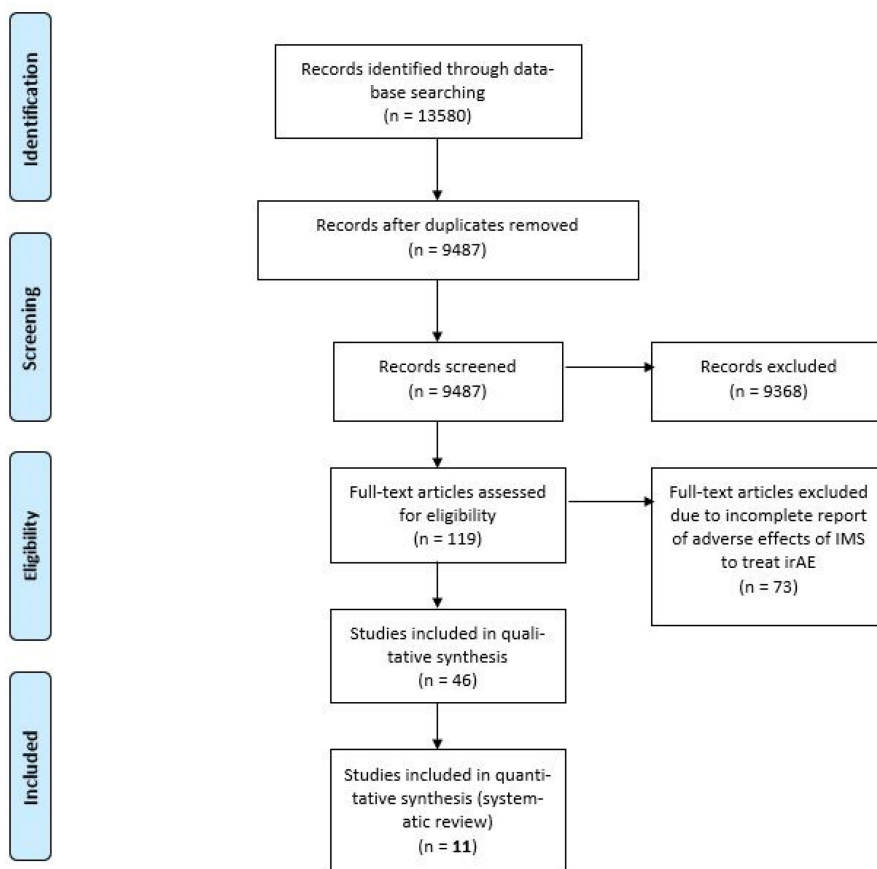 Identification
Records identified through data-
base searching
(n = 13580)
Records after duplicates removed
(n = 9487)
Screening
Records screened
(n = 9487)
Records excluded
(n = 9368)
Eligibility
Full-text articles assessed
for eligibility
(n = 119)
Full-text articles excluded
due to incomplete report
of adverse effects of IMS
to treat irAE
(n = 73)
Studies included in quali-
tative synthesis
(n = 46)
Included
Studies included in quanti-
tative synthesis (system-
atic review)
(n = 11)